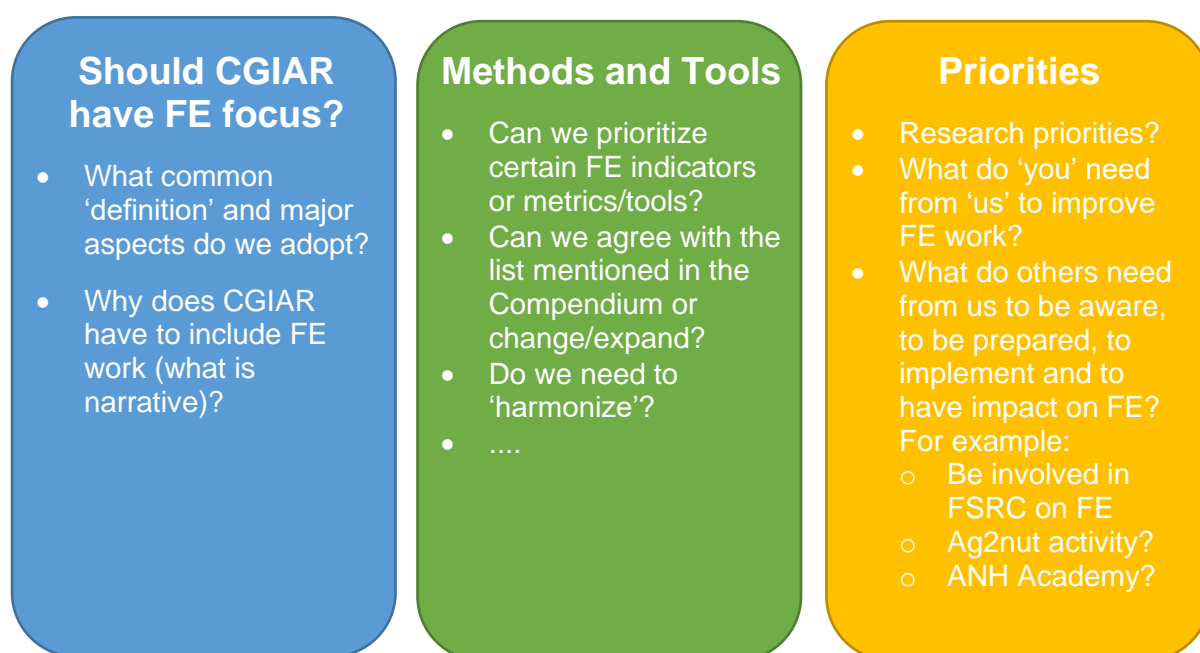 Should CGIAR
have FE focus?
• What common
‘definition’ and major
aspects do we adopt?
• Why does CGIAR
have to include FE
work (what is
narrative)?
Methods and Tools
• Can we prioritize
certain FE indicators
or metrics/tools?
• Can we agree with the
list mentioned in the
Compendium or
change/expand?
• Do we need to
‘harmonize’?
• ....
Priorities
• Research priorities?
• What do ‘you’ need
from ‘us’ to improve
FE work?
• What do others need
from us to be aware,
to be prepared, to
implement and to
have impact on FE?
For example:
○ Be involved in
FSRC on FE
○ Ag2nut activity?
○ ANH Academy?